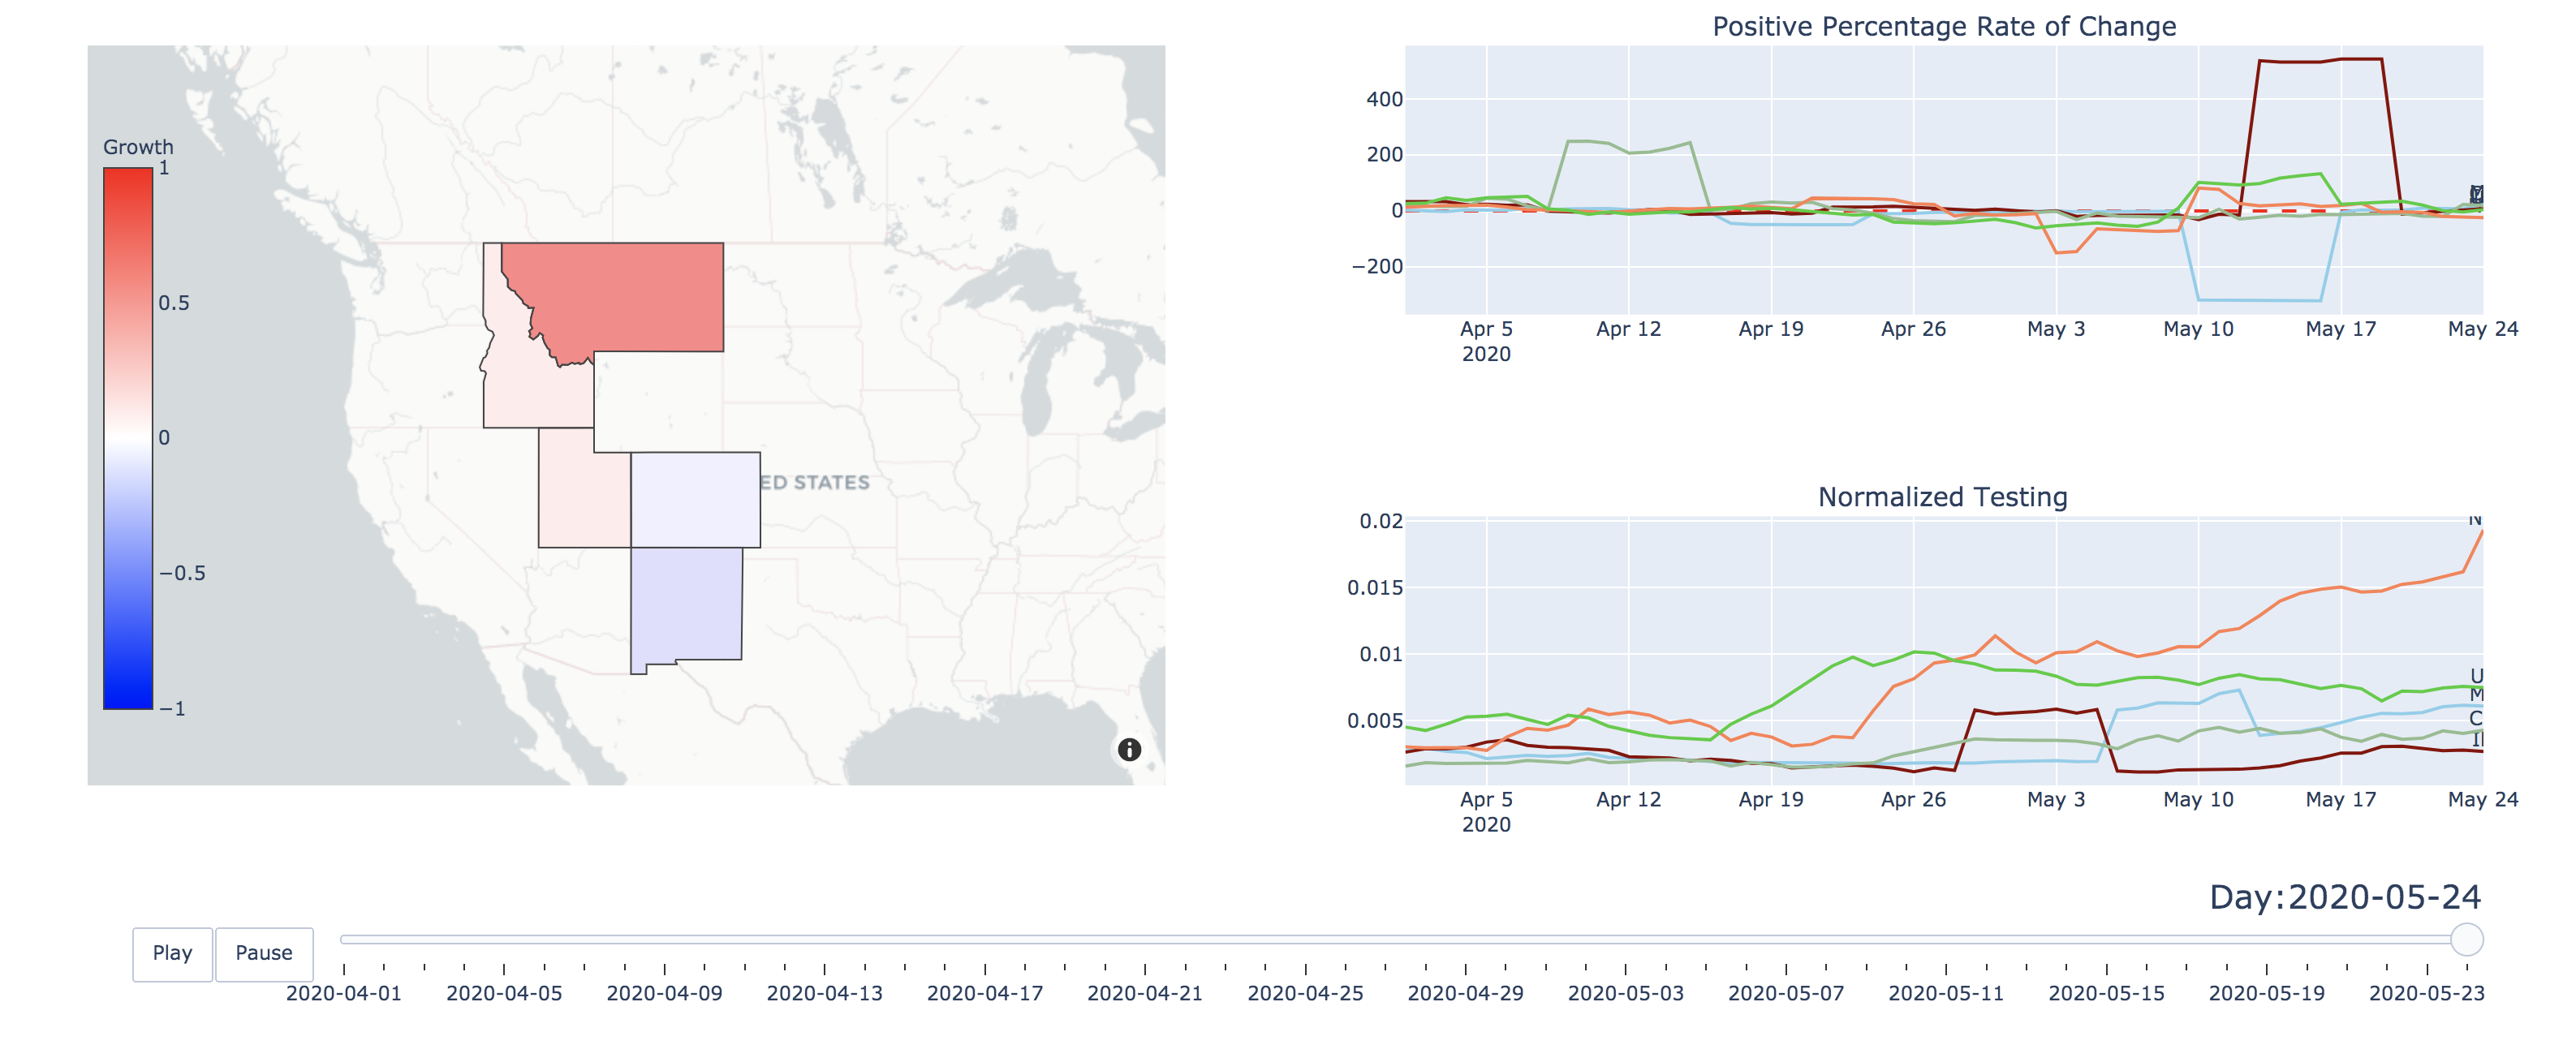 Growth
1
0.5
0
−0.5
−1
ED STATES
Positive Percentage Rate of Change
400
200
0
−200
Apr 5
2020
Apr 12
Apr 19
Apr 26
May 3
May 10
May 17
May 24
Normalized Testing
0.02
0.015
0.01
0.005
N
U
M
C
Apr 5
2020
Apr 12
Apr 19
Apr 26
May 3
May 10
May 17
May 24
Day:2020-05-24
Play
Pause
2020-04-01
2020-04-05
2020-04-09
2020-04-13
2020-04-17
2020-04-21
2020-04-25
2020-04-29
2020-05-03
2020-05-07
2020-05-11
2020-05-15
2020-05-19
2020-05-23